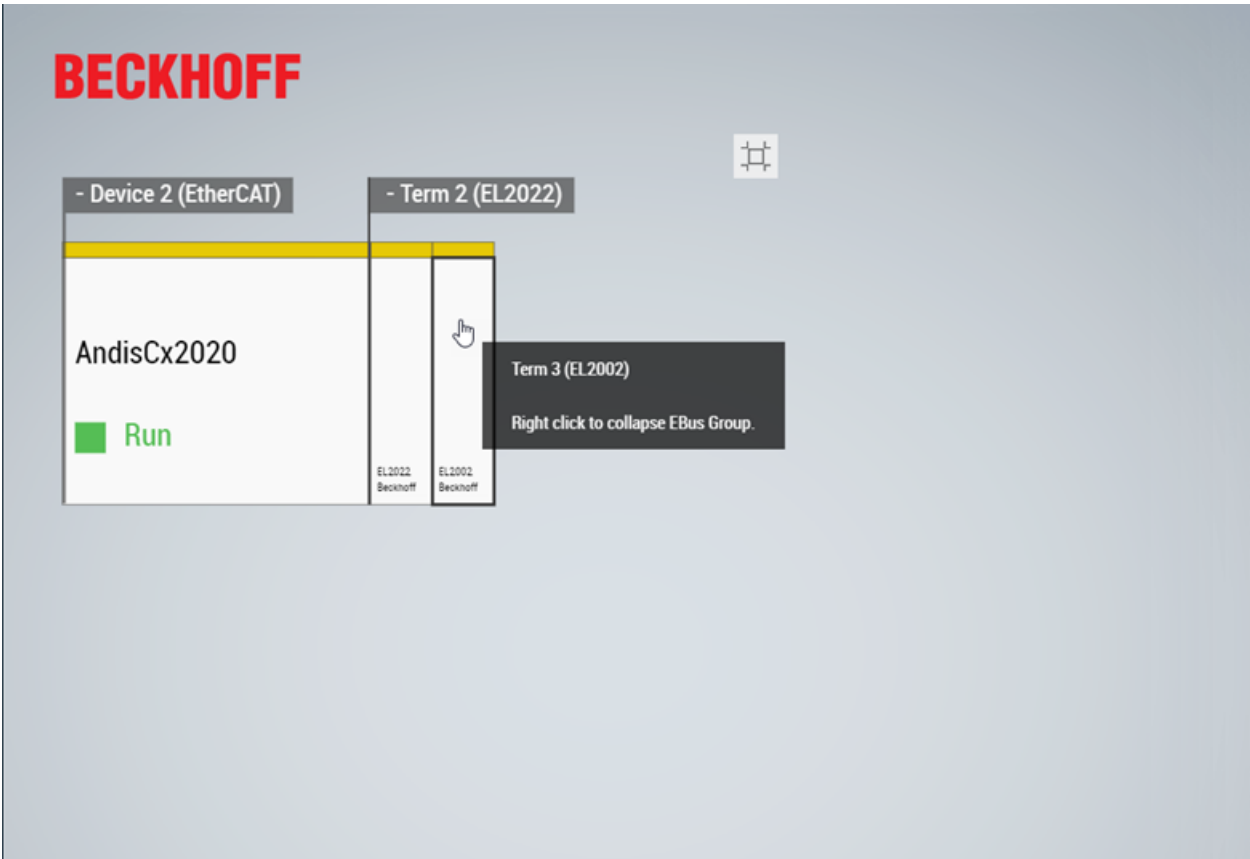 BECKHOFF
- Device 2 (EtherCAT)
- Term 2 (EL2022)
AndisCx2020
Run
EL2022
Beckhoff
EL2002
Beckhoff
Term 3 (EL2002)
Right click to collapse EBus Group.